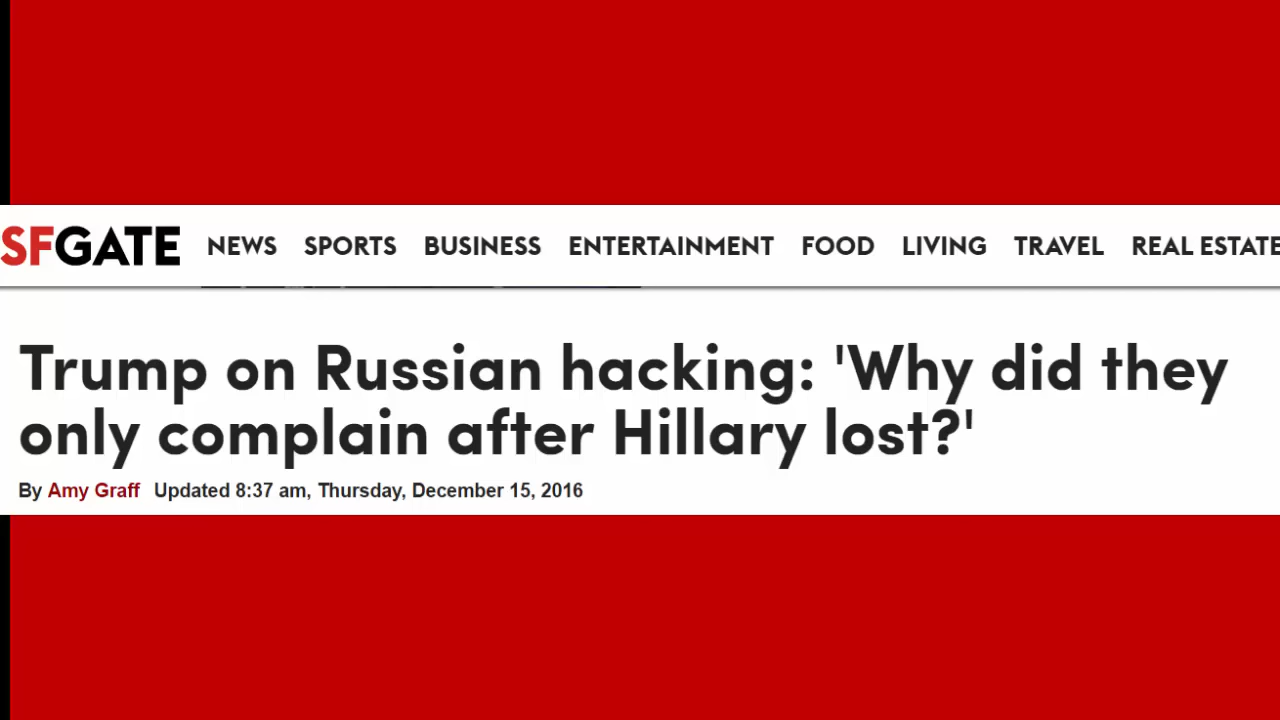 SFGATE NEWS SPORTS BUSINESS ENTERTAINMENT FOOD LIVING TRAVEL REAL ESTATE
Trump on Russian hacking: 'Why did they
only complain after Hillary lost?'
By Amy Graff Updated 8:37 am, Thursday, December 15, 2016